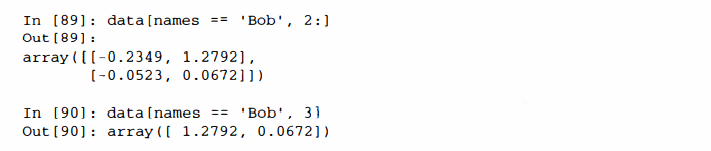 In [89]: data[names == 'Bob', 2:]
Out[89]:
array([[-0.2349, 1.2792],
       [-0.0523, 0.0672]])
In [90]: data[names == 'Bob', 3]
Out[90]: array([ 1.2792, 0.0672])